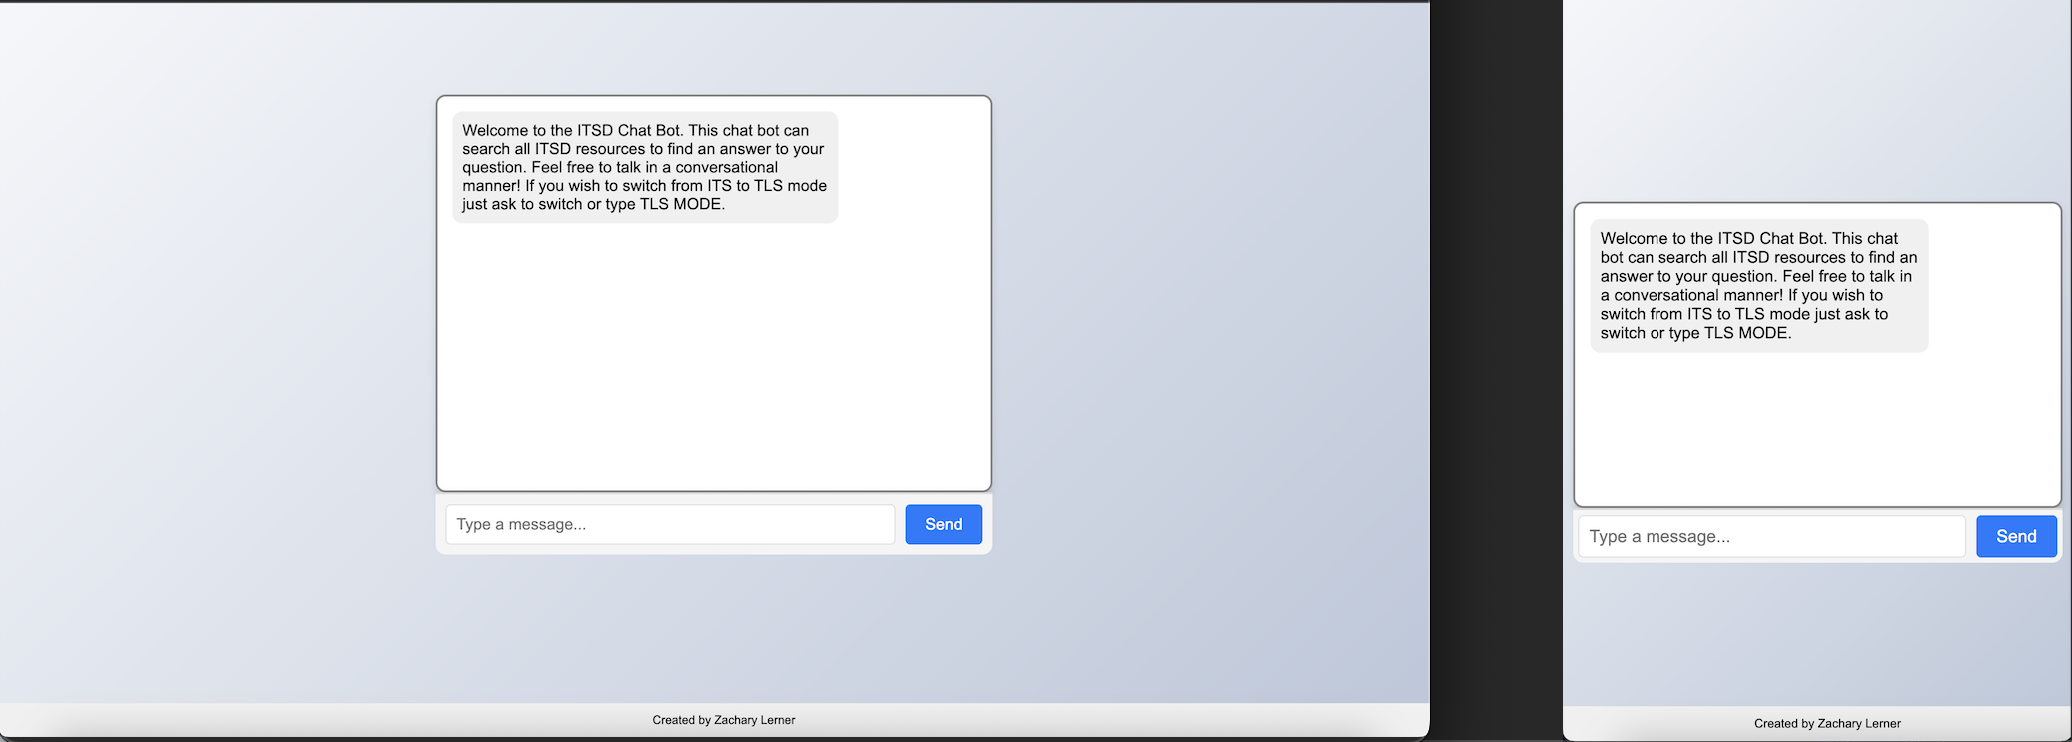 Welcome to the ITSD Chat Bot. This chat bot can
search all ITSD resources to find an answer to your
question. Feel free to talk in a conversational
manner! If you wish to switch from ITS to TLS mode
just ask to switch or type TLS MODE.
Type a message...
Send
Created by Zachary Lerner
Welcome to the ITSD Chat Bot. This chat
bot can search all ITSD resources to find an
answer to your question. Feel free to talk in
a conversational manner! If you wish to
switch from ITS to TLS mode just ask to
switch or type TLS MODE.
Type a message...
Send
Created by Zachary Lerner